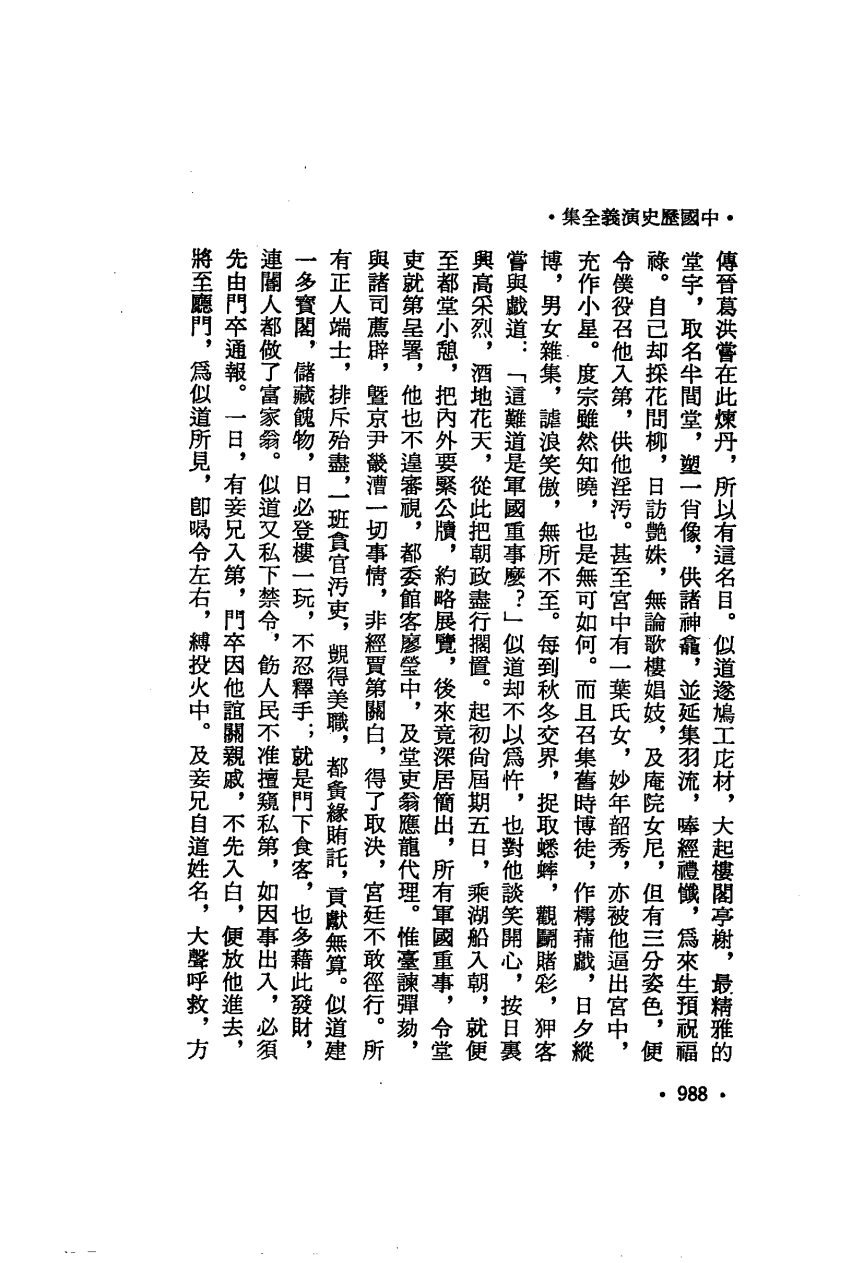 ·中國歷史演義全集·
傳晉葛洪嘗在此煉丹，所以有這名目。似道遂鳩工庀材，大起樓閣亭榭，最精雅的
堂宇，取名半間堂，塑一肖像，供諸神龕，並延集羽流，唪經禮懺，爲來生預祝福
祿。自己却採花問柳，日訪艷姝，無論歌樓娼妓，及庵院女尼，但有三分姿色，便
令僕役召他入第，供他淫汚。甚至宮中有一葉氏女，妙年韶秀，亦被他逼出宮中，
充作小星。度宗雖然知曉，也是無可如何。而且召集舊時博徒，作樗蒱戲，日夕縱
博，男女雜集，謔浪笑傲，無所不至。每到秋冬交界，捉取蟋蟀，觀鬭賭彩，狎客
嘗與戲道：「這難道是軍國重事麼？」似道却不以爲忤，也對他談笑開心，按日裏
興高采烈，酒地花天，從此把朝政盡行擱置。起初尙屆期五日，乘湖船入朝，就便
至都堂小憩，把內外要緊公牘，約略展覽，後來竟深居簡出，所有軍國重事，令堂
吏就第呈署，他也不遑審視，都委館客廖瑩中，及堂吏翁應龍代理。惟臺諫彈劾，
與諸司薦辟，曁京尹畿漕一切事情，非經賈第關白，得了取決，宮廷不敢徑行。所
有正人端士，排斥殆盡，一班貪官汚吏，覬得美職，都夤緣賄託，貢獻無算。似道建
一多寳閣，儲藏餽物，日必登樓一玩，不忍釋手；就是門下食客，也多藉此發財，
連閽人都做了富家翁。似道又私下禁令，飭人民不准擅窺私第，如因事出入，必須
先由門卒通報。一日，有妾兄入第，門卒因他誼關親戚，不先入白，便放他進去，
將至廳門，爲似道所見，卽喝令左右，縛投火中。及妾兄自道姓名，大聲呼救，方
·988·